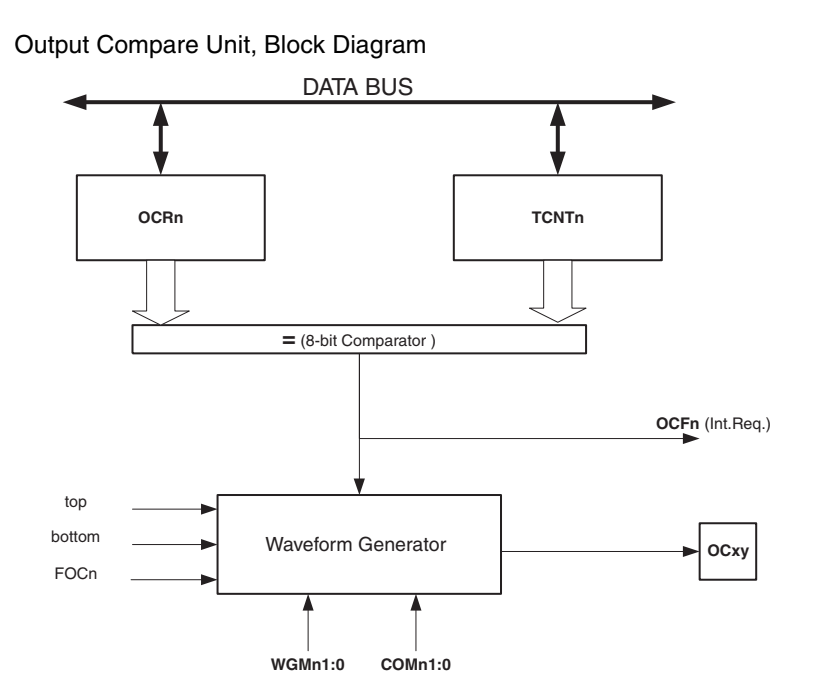 Output Compare Unit, Block Diagram
DATA BUS
OCRn
TCNTn
= (8-bit Comparator )
OCFn (Int.Req.)
top
bottom
FOCn
Waveform Generator
OCxy
WGMn1:0
COMn1:0